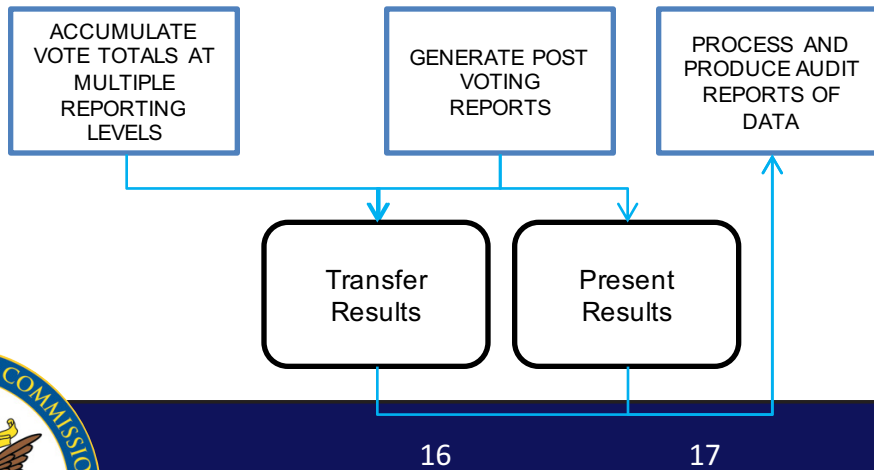 ACCUMULATE
VOTE TOTALS AT
MULTIPLE
REPORTING
LEVELS
GENERATE POST
VOTING
REPORTS
PROCESS AND
PRODUCE AUDIT
REPORTS OF
DATA
Transfer
Results
Present
Results
COMMISSION
16
17